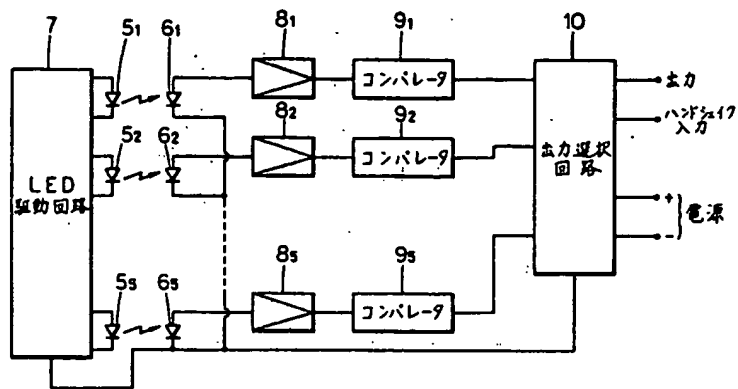 7
5₁ 6₁
8₁
9₁
10
コンパレータ
出力
ハンドシェイク
入力
5₂ 6₂
8₂
9₂
コンパレータ
LED
駆動回路
出力選択
回路
+
-
電源
5₅ 6₅
8₅
9₅
コンパレータ